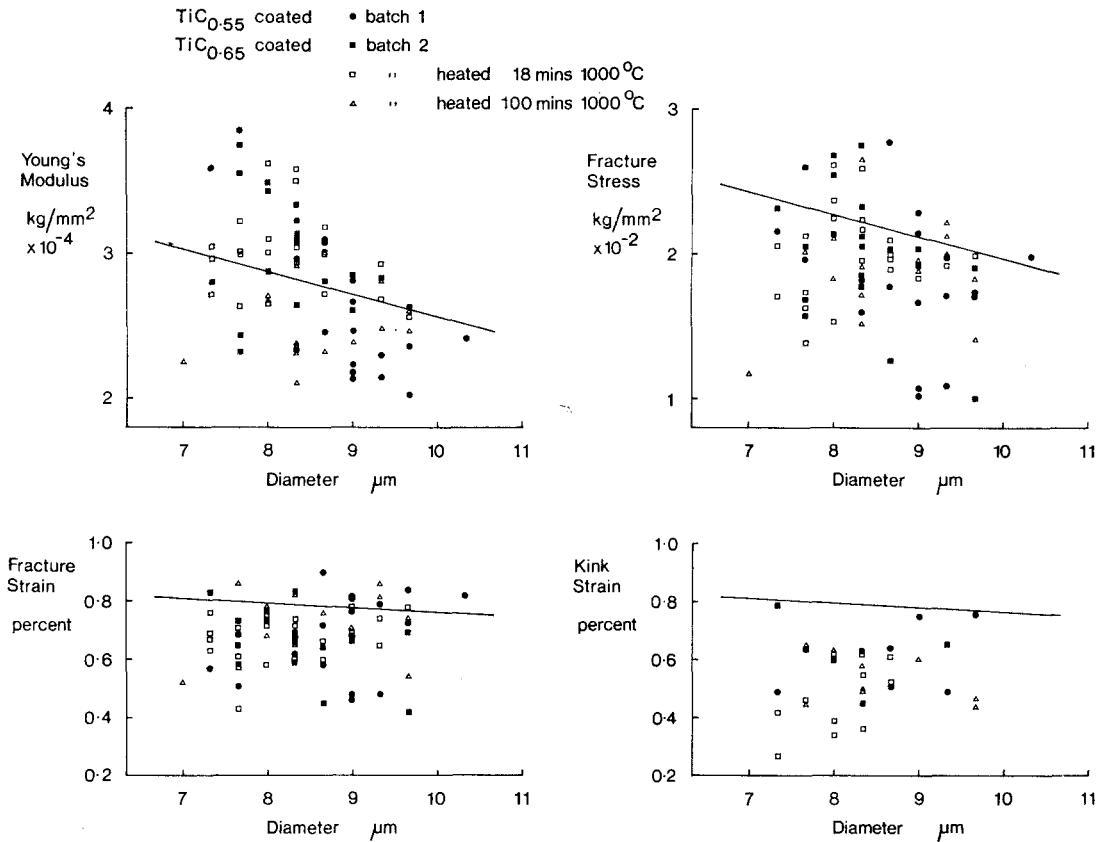 TiC0·55 coated ● batch 1
TiC0·65 coated ■ batch 2
□ " heated 18 mins 1000 °C
△ " heated 100 mins 1000 °C
4
3
2
Young's
Modulus
kg/mm2
x10-4
7 8 9 10 11
Diameter µm
3
2
1
Fracture
Stress
kg/mm2
x10-2
7 8 9 10 11
Diameter µm
1·0
0·8
0·6
0·4
0·2
Fracture
Strain
percent
7 8 9 10 11
Diameter µm
1·0
0·8
0·6
0·4
0·2
Kink
Strain
percent
7 8 9 10 11
Diameter µm